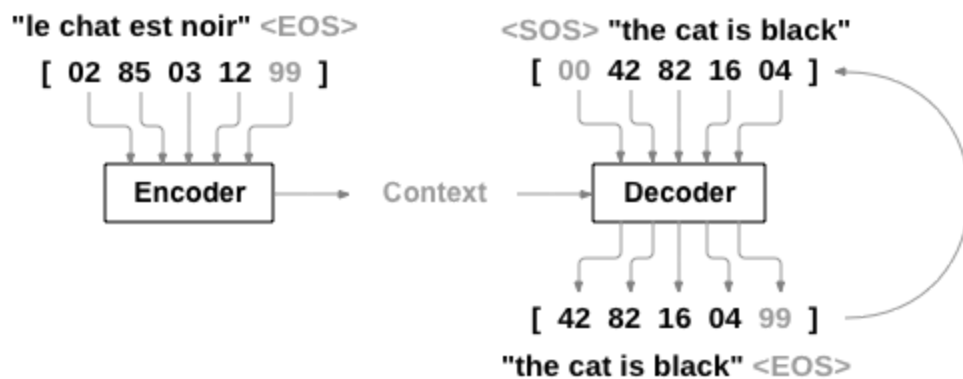 "le chat est noir" <EOS>
[ 02 85 03 12 99 ]
Encoder
Context
<SOS> "the cat is black"
[ 00 42 82 16 04 ]
Decoder
[ 42 82 16 04 99 ]
"the cat is black" <EOS>